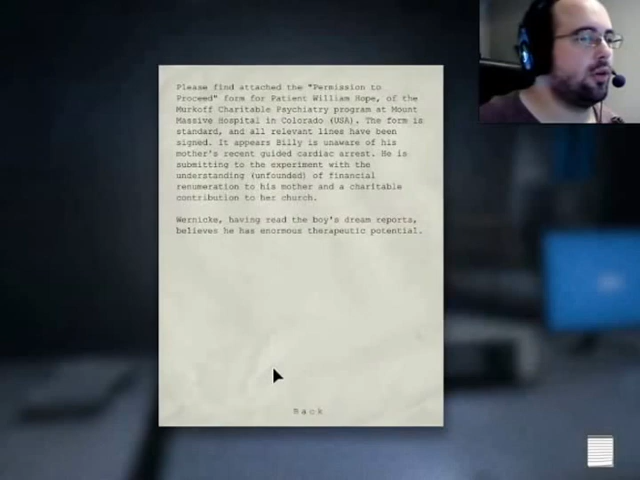 Please find attached the "Permission to
Proceed" form for Patient William Hope, of the
Murkoff Charitable Psychiatry program at Mount
Massive Hospital in Colorado (USA). The form is
standard, and all relevant lines have been
signed. It appears Billy is unaware of his
mother's recent guided cardiac arrest. He is
submitting to the experiment with the
understanding (unfounded) of financial
renumeration to his mother and a charitable
contribution to her church.
Wernicke, having read the boy's dream reports,
believes he has enormous therapeutic potential.
Back